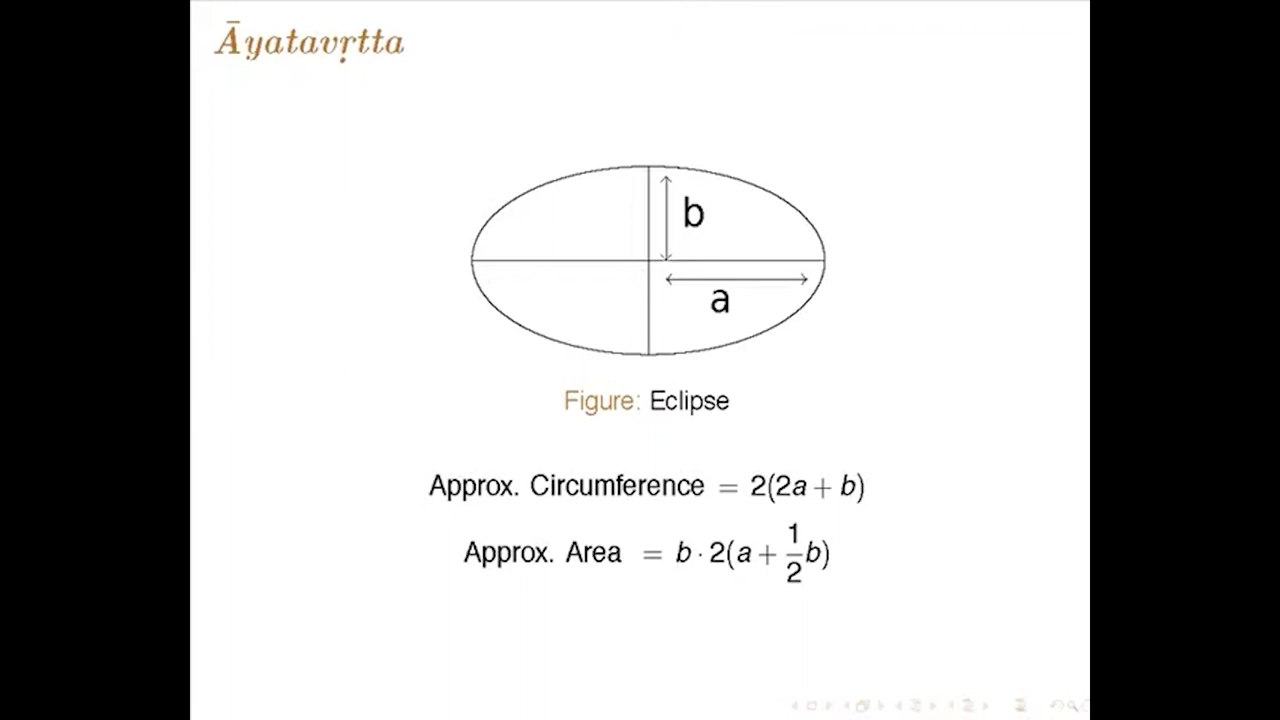 Āyatavṛtta
b
a
Figure: Eclipse
Approx. Circumference = 2(2a + b)
Approx. Area = b · 2(a + 1/2 b)